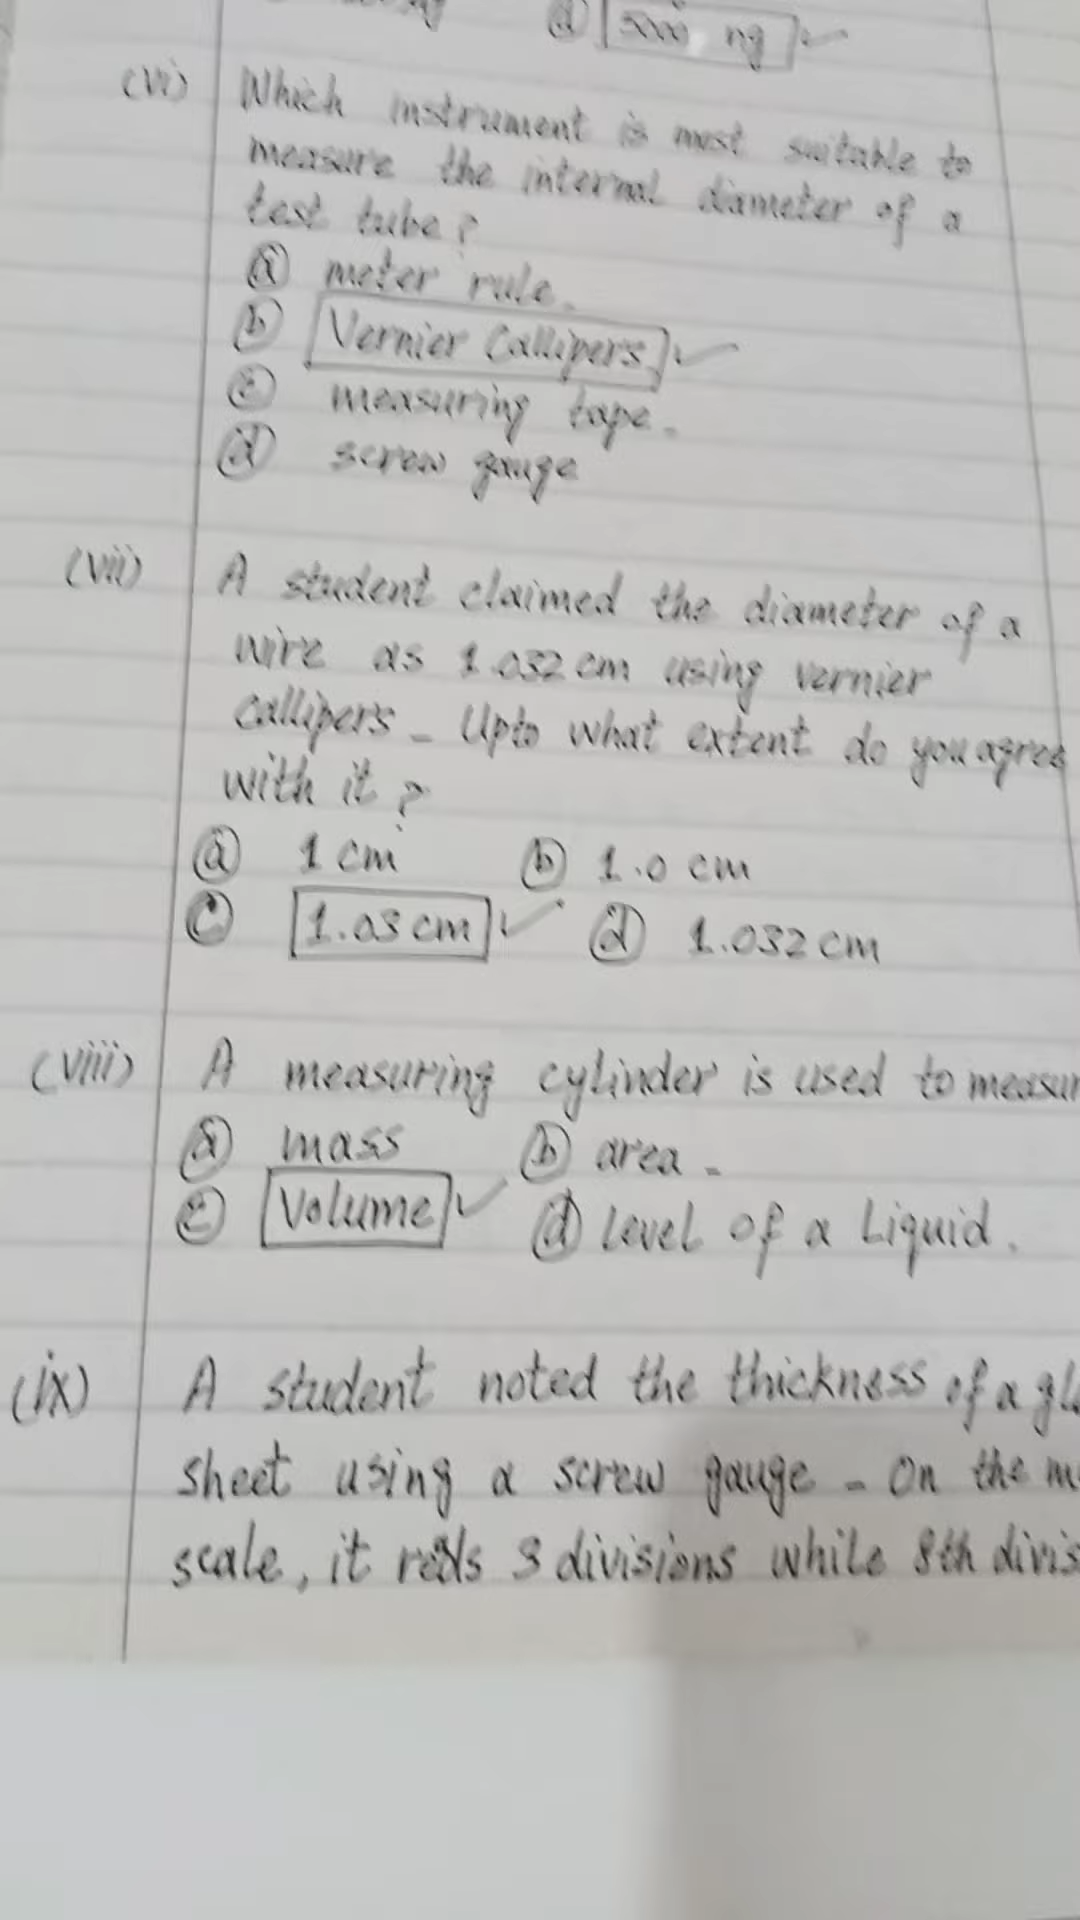 d 5000 ng
(vi) Which instrument is most suitable to
measure the internal diameter of a
test tube?
a meter rule.
b Vernier Callipers.
c measuring tape.
d screw gauge
(vii) A student claimed the diameter of a
wire as 1.032 cm using vernier
callipers - Upto what extent do you agree
with it?
a 1 cm b 1.0 cm
c 1.03 cm d 1.032 cm
(viii) A measuring cylinder is used to measur
a mass b area -
c Volume d level of a Liquid.
(ix) A student noted the thickness of a gl
sheet using a screw gauge - On the m
scale, it reads 3 divisions while 8th divis